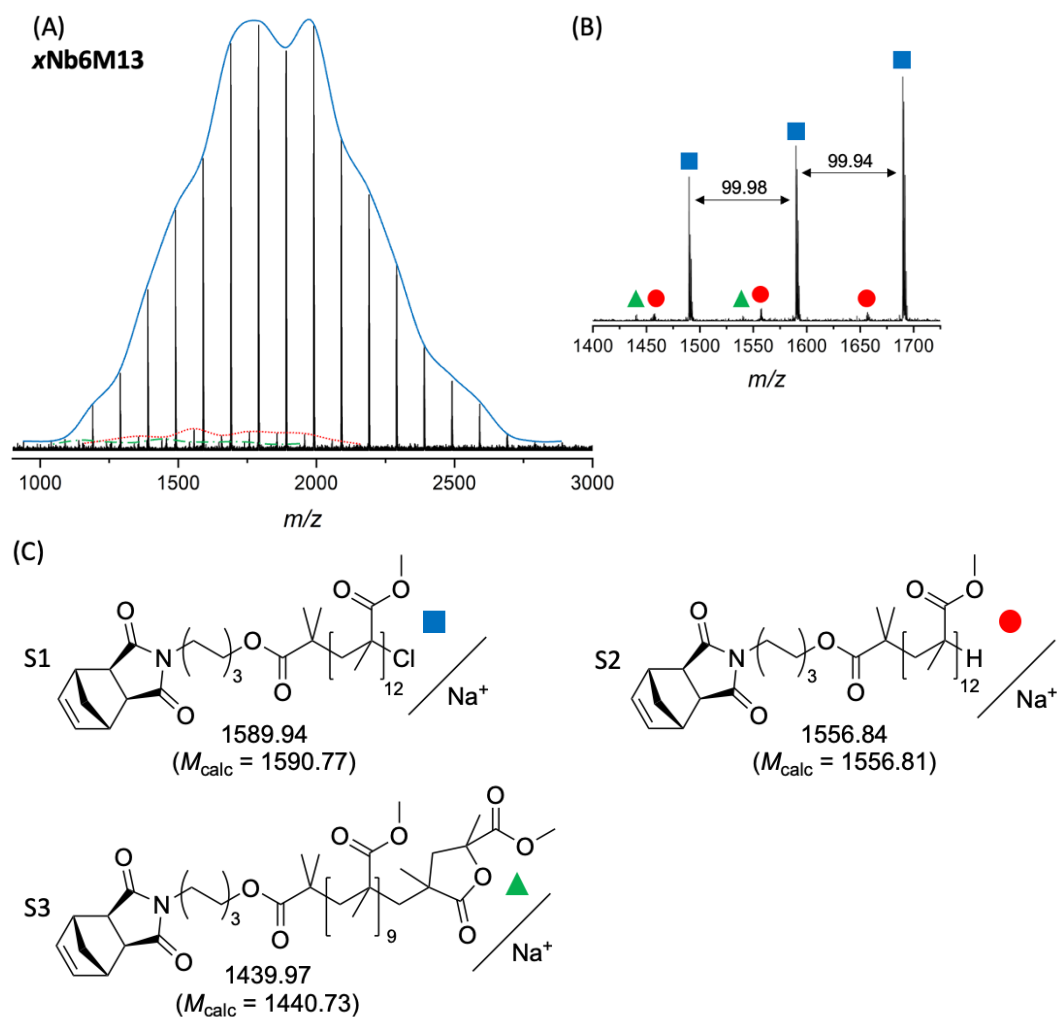 (A)
xNb6M13
1000 1500 2000 2500 3000
m/z
(B)
99.98
99.94
1400 1450 1500 1550 1600 1650 1700
m/z
(C)
S1
O
O
N
3
O
O
O
O
Cl
12
Na+
1589.94
(Mcalc = 1590.77)
S2
O
O
N
3
O
O
O
O
H
12
Na+
1556.84
(Mcalc = 1556.81)
S3
O
O
N
3
O
O
O
O
9
O
O
O
O
Na+
1439.97
(Mcalc = 1440.73)